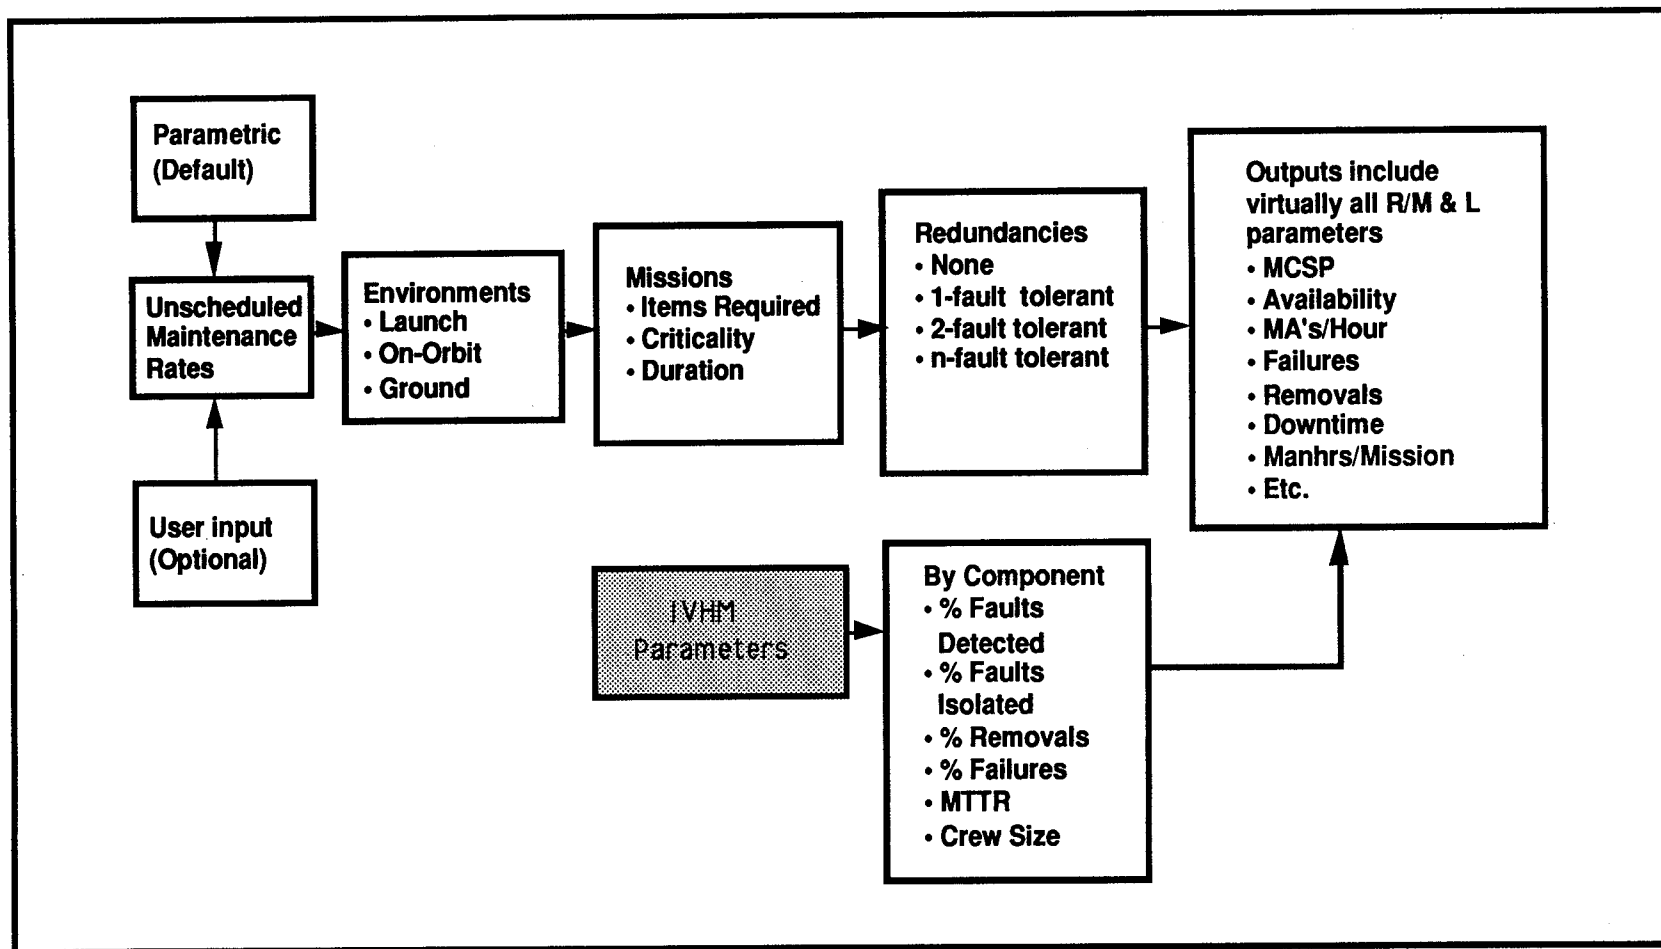 Parametric
(Default)
Unscheduled
Maintenance
Rates
User input
(Optional)
Environments
• Launch
• On-Orbit
• Ground
Missions
• Items Required
• Criticality
• Duration
Redundancies
• None
• 1-fault tolerant
• 2-fault tolerant
• n-fault tolerant
Outputs include
virtually all R/M & L
parameters
• MCSP
• Availability
• MA's/Hour
• Failures
• Removals
• Downtime
• Manhrs/Mission
• Etc.
IVHM
Parameters
By Component
• % Faults
Detected
• % Faults
Isolated
• % Removals
• % Failures
• MTTR
• Crew Size